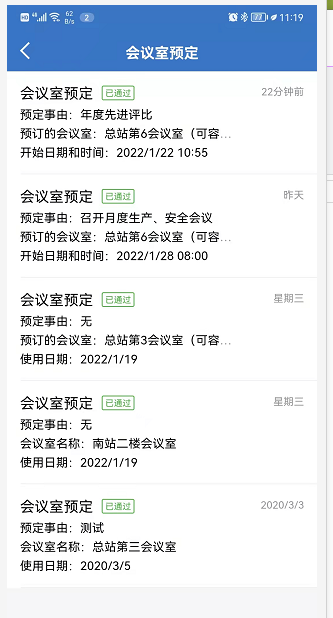 HD 4G 62 B/s 2 11:19
会议室预定
会议室预定 已通过 22分钟前
预定事由：年度先进评比
预订的会议室：总站第6会议室（可容...
开始日期和时间：2022/1/22 10:55
会议室预定 已通过 昨天
预定事由：召开月度生产、安全会议
预订的会议室：总站第6会议室（可容...
开始日期和时间：2022/1/28 08:00
会议室预定 已通过 星期三
预定事由：无
预订的会议室：总站第3会议室（可容...
使用日期：2022/1/19
会议室预定 已通过 星期三
预定事由：无
会议室名称：南站二楼会议室
使用日期：2022/1/19
会议室预定 已通过 2020/3/3
预定事由：测试
会议室名称：总站第三会议室
使用日期：2020/3/5